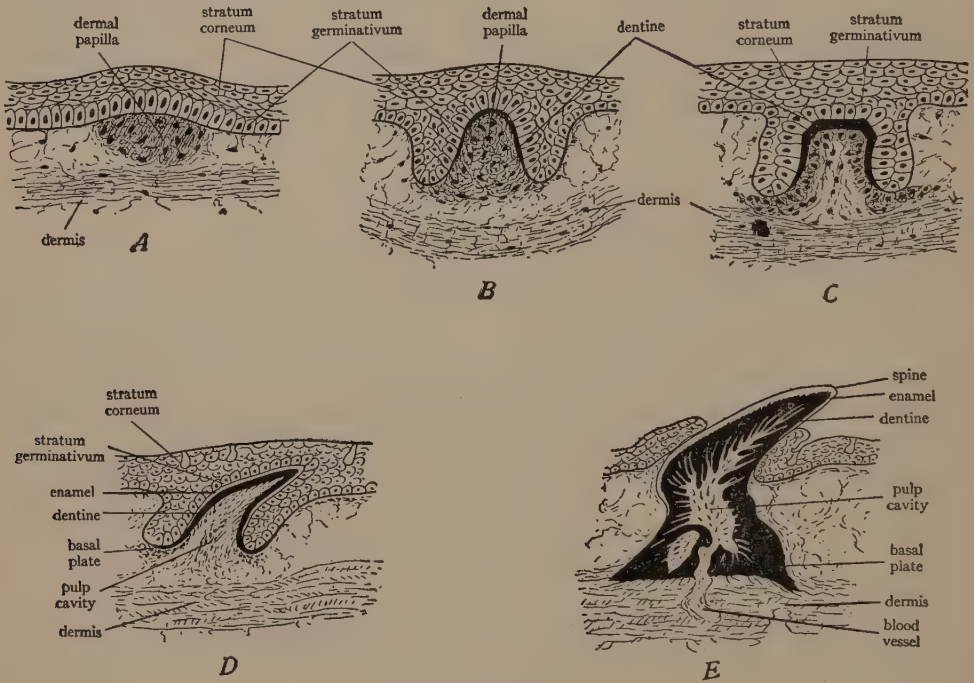 dermal
papilla
stratum
corneum
stratum
germinativum
dermal
papilla
dentine
stratum
corneum
stratum
germinativum
dermis
A
dermis
B
C
stratum
corneum
stratum
germinativum
enamel
dentine
basal
plate
pulp
cavity
dermis
D
spine
enamel
dentine
pulp
cavity
basal
plate
dermis
blood
vessel
E